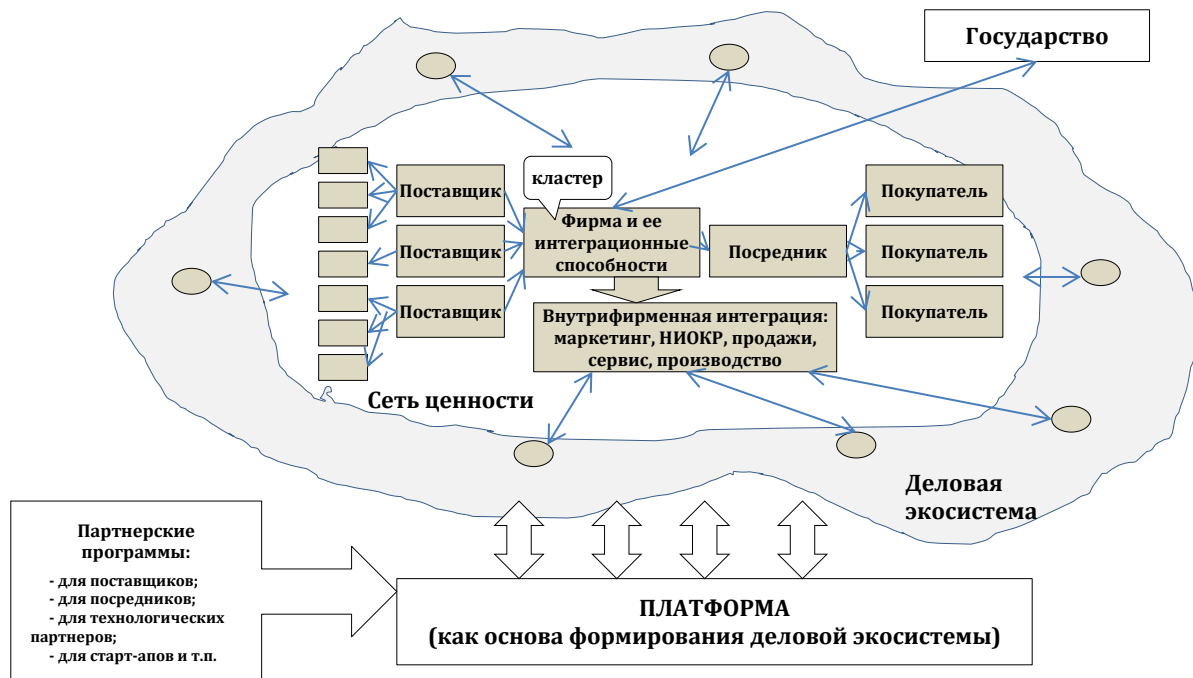 Государство
кластер
Поставщик
Поставщик
Поставщик
Фирма и ее
интеграционные
способности
Посредник
Покупатель
Покупатель
Покупатель
Внутрифирменная интеграция:
маркетинг, НИОКР, продажи,
сервис, производство
Сеть ценности
Деловая
экосистема
Партнерские
программы:
- для поставщиков;
- для посредников;
- для технологических
партнеров;
- для старт-апов и т.п.
ПЛАТФОРМА
(как основа формирования деловой экосистемы)